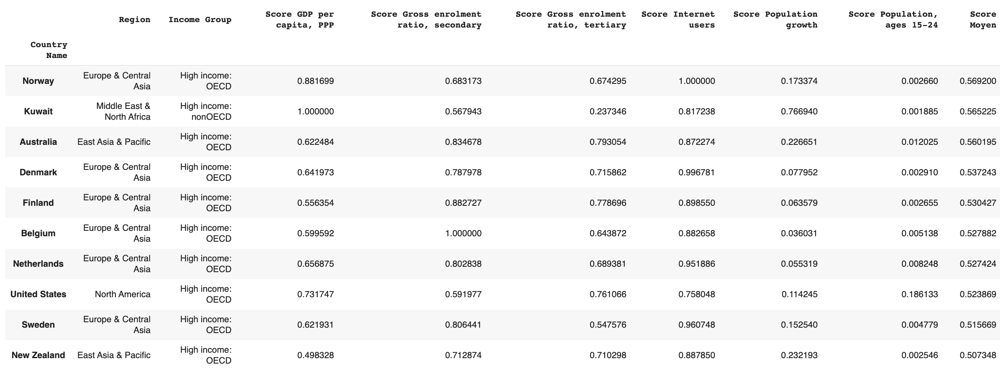 Region Income Group Score GDP per capita, PPP Score Gross enrolment ratio, secondary Score Gross enrolment ratio, tertiary Score Internet users Score Population growth Score Population, ages 15-24 Score Moyen
Country Name
Norway Europe & Central Asia High income: OECD 0.881699 0.683173 0.674295 1.000000 0.173374 0.002660 0.569200
Kuwait Middle East & North Africa High income: nonOECD 1.000000 0.567943 0.237346 0.817238 0.766940 0.001885 0.565225
Australia East Asia & Pacific High income: OECD 0.622484 0.834678 0.793054 0.872274 0.226651 0.012025 0.560195
Denmark Europe & Central Asia High income: OECD 0.641973 0.787978 0.715862 0.996781 0.077952 0.002910 0.537243
Finland Europe & Central Asia High income: OECD 0.556354 0.882727 0.778696 0.898550 0.063579 0.002655 0.530427
Belgium Europe & Central Asia High income: OECD 0.599592 1.000000 0.643872 0.882658 0.036031 0.005138 0.527882
Netherlands Europe & Central Asia High income: OECD 0.656875 0.802838 0.689381 0.951886 0.055319 0.008248 0.527424
United States North America High income: OECD 0.731747 0.591977 0.761066 0.758048 0.114245 0.186133 0.523869
Sweden Europe & Central Asia High income: OECD 0.621931 0.806441 0.547576 0.960748 0.152540 0.004779 0.515669
New Zealand East Asia & Pacific High income: OECD 0.498328 0.712874 0.710298 0.887850 0.232193 0.002546 0.507348